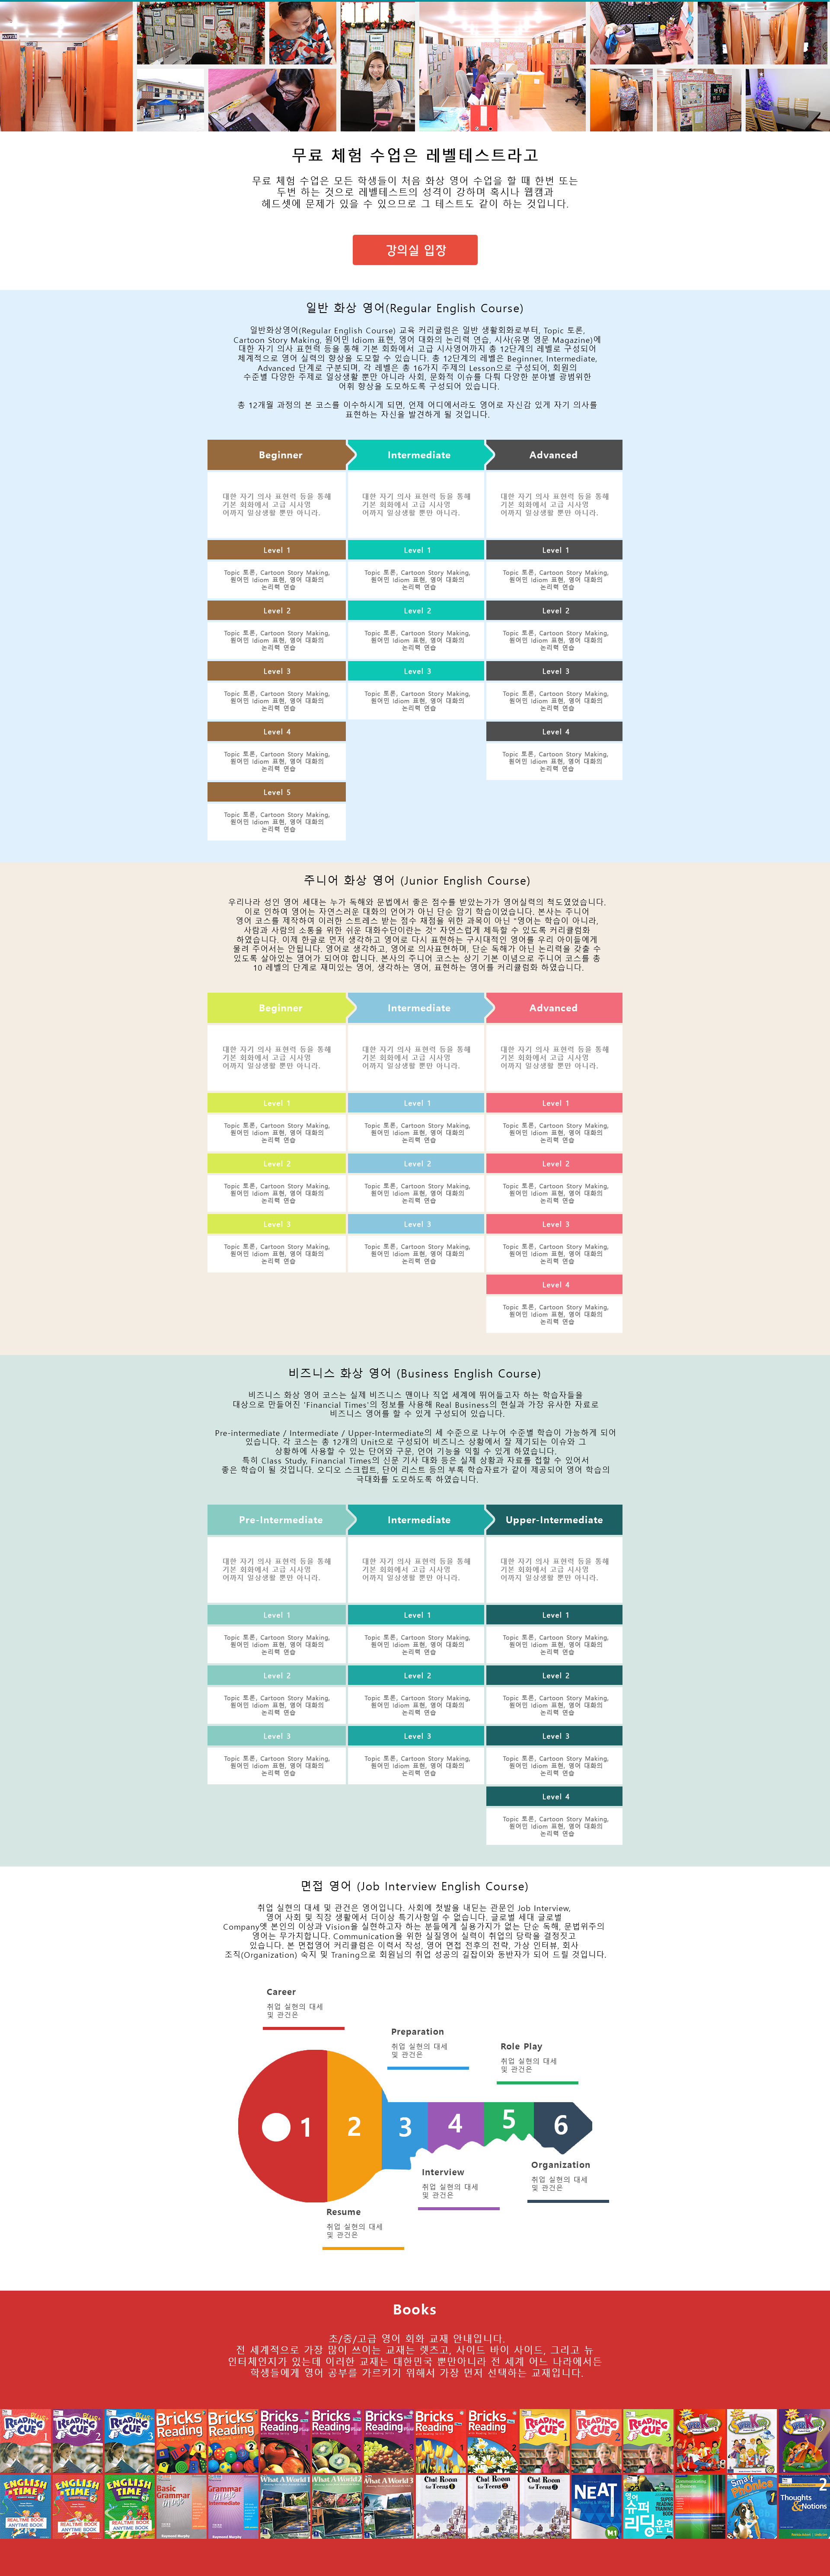 무료 체험 수업은 레벨테스트라고
무료 체험 수업은 모든 학생들이 처음 화상 영어 수업을 할 때 한번 또는
두번 하는 것으로 레벨테스트의 성격이 강하며 혹시나 웹캠과
헤드셋에 문제가 있을 수 있으므로 그 테스트도 같이 하는 것입니다.
강의실 입장
일반 화상 영어(Regular English Course)
일반화상영어(Regular English Course) 교육 커리큘럼은 일반 생활회화로부터, Topic 토론,
Cartoon Story Making, 원어민 Idiom 표현, 영어 대화의 논리력 연습, 시사(유명 영문 Magazine)에
대한 자기 의사 표현력 등을 통해 기본 회화에서 고급 시사영어까지 총 12단계의 레벨로 구성되어
체계적으로 영어 실력의 향상을 도모할 수 있습니다. 총 12단계의 레벨은 Beginner, Intermediate,
Advanced 단계로 구분되며, 각 레벨은 총 16가지 주제의 Lesson으로 구성되어, 회원의
수준별 다양한 주제로 일상생활 뿐만 아니라 사회, 문화적 이슈를 다뤄 다양한 분야별 광범위한
어휘 향상을 도모하도록 구성되어 있습니다.
총 12개월 과정의 본 코스를 이수하시게 되면, 언제 어디에서라도 영어로 자신감 있게 자기 의사를
표현하는 자신을 발견하게 될 것입니다.
Beginner Intermediate Advanced
대한 자기 의사 표현력 등을 통해 대한 자기 의사 표현력 등을 통해 대한 자기 의사 표현력 등을 통해
기본 회화에서 고급 시사영 기본 회화에서 고급 시사영 기본 회화에서 고급 시사영
어까지 일상생활 뿐만 아니라. 어까지 일상생활 뿐만 아니라. 어까지 일상생활 뿐만 아니라.
Level 1 Level 1 Level 1
Topic 토론, Cartoon Story Making, Topic 토론, Cartoon Story Making, Topic 토론, Cartoon Story Making,
원어민 Idiom 표현, 영어 대화의 원어민 Idiom 표현, 영어 대화의 원어민 Idiom 표현, 영어 대화의
논리력 연습 논리력 연습 논리력 연습
Level 2 Level 2 Level 2
Topic 토론, Cartoon Story Making, Topic 토론, Cartoon Story Making, Topic 토론, Cartoon Story Making,
원어민 Idiom 표현, 영어 대화의 원어민 Idiom 표현, 영어 대화의 원어민 Idiom 표현, 영어 대화의
논리력 연습 논리력 연습 논리력 연습
Level 3 Level 3 Level 3
Topic 토론, Cartoon Story Making, Topic 토론, Cartoon Story Making, Topic 토론, Cartoon Story Making,
원어민 Idiom 표현, 영어 대화의 원어민 Idiom 표현, 영어 대화의 원어민 Idiom 표현, 영어 대화의
논리력 연습 논리력 연습 논리력 연습
Level 4 Level 4
Topic 토론, Cartoon Story Making, Topic 토론, Cartoon Story Making,
원어민 Idiom 표현, 영어 대화의 원어민 Idiom 표현, 영어 대화의
논리력 연습 논리력 연습
Level 5
Topic 토론, Cartoon Story Making,
원어민 Idiom 표현, 영어 대화의
논리력 연습
주니어 화상 영어 (Junior English Course)
우리나라 성인 영어 세대는 누가 독해와 문법에서 좋은 점수를 받았는가가 영어실력의 척도였었습니다.
이로 인하여 영어는 자연스러운 대화의 언어가 아닌 단순 암기 학습이었습니다. 본사는 주니어
영어 코스를 제작하여 이러한 스트레스 받는 점수 채점을 위한 과목이 아닌 "영어는 학습이 아니라,
사람과 사람의 소통을 위한 쉬운 대화수단이란는 것" 자연스럽게 체득할 수 있도록 커리큘럼화
하였습니다. 이제 한글로 먼저 생각하고 영어로 다시 표현하는 구시대적인 영어를 우리 아이들에게
물려 주어서는 안됩니다. 영어로 생각하고, 영어로 의사표현하며, 단순 독해가 아닌 논리력을 갖출 수
있도록 살아있는 영어가 되어야 합니다. 본사의 주니어 코스는 상기 기본 이념으로 주니어 코스를 총
10 레벨의 단계로 재미있는 영어, 생각하는 영어, 표현하는 영어를 커리큘럼화 하였습니다.
Beginner Intermediate Advanced
대한 자기 의사 표현력 등을 통해 대한 자기 의사 표현력 등을 통해 대한 자기 의사 표현력 등을 통해
기본 회화에서 고급 시사영 기본 회화에서 고급 시사영 기본 회화에서 고급 시사영
어까지 일상생활 뿐만 아니라. 어까지 일상생활 뿐만 아니라. 어까지 일상생활 뿐만 아니라.
Level 1 Level 1 Level 1
Topic 토론, Cartoon Story Making, Topic 토론, Cartoon Story Making, Topic 토론, Cartoon Story Making,
원어민 Idiom 표현, 영어 대화의 원어민 Idiom 표현, 영어 대화의 원어민 Idiom 표현, 영어 대화의
논리력 연습 논리력 연습 논리력 연습
Level 2 Level 2 Level 2
Topic 토론, Cartoon Story Making, Topic 토론, Cartoon Story Making, Topic 토론, Cartoon Story Making,
원어민 Idiom 표현, 영어 대화의 원어민 Idiom 표현, 영어 대화의 원어민 Idiom 표현, 영어 대화의
논리력 연습 논리력 연습 논리력 연습
Level 3 Level 3 Level 3
Topic 토론, Cartoon Story Making, Topic 토론, Cartoon Story Making, Topic 토론, Cartoon Story Making,
원어민 Idiom 표현, 영어 대화의 원어민 Idiom 표현, 영어 대화의 원어민 Idiom 표현, 영어 대화의
논리력 연습 논리력 연습 논리력 연습
Level 4
Topic 토론, Cartoon Story Making,
원어민 Idiom 표현, 영어 대화의
논리력 연습
비즈니스 화상 영어 (Business English Course)
비즈니스 화상 영어 코스는 실제 비즈니스 맨이나 직업 세계에 뛰어들고자 하는 학습자들을
대상으로 만들어진 'Financial Times'의 정보를 사용해 Real Business의 현실과 가장 유사한 자료로
비즈니스 영어를 할 수 있게 구성되어 있습니다.
Pre-intermediate / Intermediate / Upper-Intermediate의 세 수준으로 나누어 수준별 학습이 가능하게 되어
있습니다. 각 코스는 총 12개의 Unit으로 구성되어 비즈니스 상황에서 잘 제기되는 이슈와 그
상황하에 사용할 수 있는 단어와 구문, 언어 기능을 익힐 수 있게 하였습니다.
특히 Class Study, Financial Times의 신문 기사 대화 등은 실제 상황과 자료를 접할 수 있어서
좋은 학습이 될 것입니다. 오디오 스크립트, 단어 리스트 등의 부록 학습자료가 같이 제공되어 영어 학습의
극대화를 도모하도록 하였습니다.
Pre-Intermediate Intermediate Upper-Intermediate
대한 자기 의사 표현력 등을 통해 대한 자기 의사 표현력 등을 통해 대한 자기 의사 표현력 등을 통해
기본 회화에서 고급 시사영 기본 회화에서 고급 시사영 기본 회화에서 고급 시사영
어까지 일상생활 뿐만 아니라. 어까지 일상생활 뿐만 아니라. 어까지 일상생활 뿐만 아니라.
Level 1 Level 1 Level 1
Topic 토론, Cartoon Story Making, Topic 토론, Cartoon Story Making, Topic 토론, Cartoon Story Making,
원어민 Idiom 표현, 영어 대화의 원어민 Idiom 표현, 영어 대화의 원어민 Idiom 표현, 영어 대화의
논리력 연습 논리력 연습 논리력 연습
Level 2 Level 2 Level 2
Topic 토론, Cartoon Story Making, Topic 토론, Cartoon Story Making, Topic 토론, Cartoon Story Making,
원어민 Idiom 표현, 영어 대화의 원어민 Idiom 표현, 영어 대화의 원어민 Idiom 표현, 영어 대화의
논리력 연습 논리력 연습 논리력 연습
Level 3 Level 3 Level 3
Topic 토론, Cartoon Story Making, Topic 토론, Cartoon Story Making, Topic 토론, Cartoon Story Making,
원어민 Idiom 표현, 영어 대화의 원어민 Idiom 표현, 영어 대화의 원어민 Idiom 표현, 영어 대화의
논리력 연습 논리력 연습 논리력 연습
Level 4
Topic 토론, Cartoon Story Making,
원어민 Idiom 표현, 영어 대화의
논리력 연습
면접 영어 (Job Interview English Course)
취업 실현의 대세 및 관건은 영어입니다. 사회에 첫발을 내딛는 관문인 Job Interview,
영어 사회 및 직장 생활에서 더이상 특기사항일 수 없습니다. 글로벌 세대 글로벌
Company엣 본인의 이상과 Vision을 실현하고자 하는 분들에게 실용가지가 없는 단순 독해, 문법위주의
영어는 무가치합니다. Communication을 위한 실질영어 실력이 취업의 당락을 결정짓고
있습니다. 본 면접영어 커리큘럼은 이력서 작성, 영어 면접 전후의 전략, 가상 인터뷰, 회사
조직(Organization) 숙지 및 Traning으로 회원님의 취업 성공의 길잡이와 동반자가 되어 드릴 것입니다.
Career
취업 실현의 대세
및 관건은
Preparation
취업 실현의 대세
및 관건은
Role Play
취업 실현의 대세
및 관건은
1 2 3 4 5 6
Interview
취업 실현의 대세
및 관건은
Organization
취업 실현의 대세
및 관건은
Resume
취업 실현의 대세
및 관건은
Books
초/중/고급 영어 회화 교재 안내입니다.
전 세계적으로 가장 많이 쓰이는 교재는 렛츠고, 사이드 바이 사이드, 그리고 뉴
인터체인지가 있는데 이러한 교재는 대한민국 뿐만아니라 전 세계 어느 나라에서든
학생들에게 영어 공부를 가르키기 위해서 가장 먼저 선택하는 교재입니다.
READING CUE PLUS 1
READING CUE PLUS 2
READING CUE PLUS 3
Bricks Reading 1
Bricks Reading 2
Bricks Reading
Bricks Reading 2
Bricks Reading 3
Bricks Reading 1
Bricks Reading 2
READING CUE 1
READING CUE 2
READING CUE 3
ENGLISH TIME 1 REALTIME BOOK ANYTIME BOOK
ENGLISH TIME REALTIME BOOK ANYTIME BOOK
ENGLISH TIME REALTIME BOOK ANYTIME BOOK
Basic Grammar in Use Raymond Murphy
Grammar in Use Intermediate Raymond Murphy
What A World 1
What A World 2
What A World 3
Chat Room for Teens 1
Chat Room for Teens
Chat Room for Teens
NEAT M1
영어 슈퍼 리딩 훈련 SUPER READING TRAINING BOOK
Communicating in Business
Smart Phonics 1
Thoughts & Notions 2